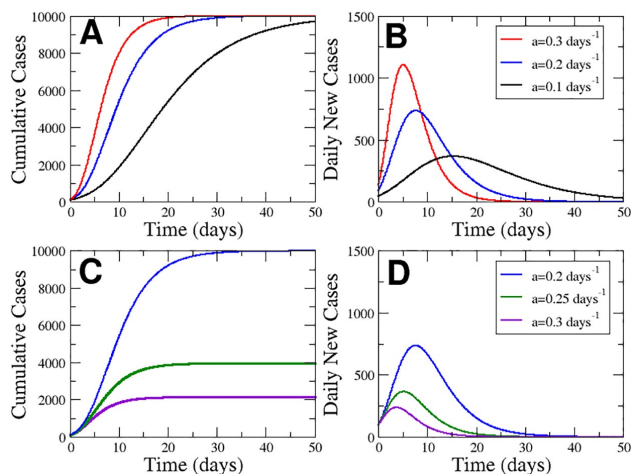 A
Cumulative Cases
10000
8000
6000
4000
2000
0
0 10 20 30 40 50
Time (days)
B
Daily New Cases
1500
1000
500
0
a=0.3 days⁻¹
a=0.2 days⁻¹
a=0.1 days⁻¹
0 10 20 30 40 50
Time (days)
C
Cumulative Cases
10000
8000
6000
4000
2000
0
0 10 20 30 40 50
Time (days)
D
Daily New Cases
1500
1000
500
0
a=0.2 days⁻¹
a=0.25 days⁻¹
a=0.3 days⁻¹
0 10 20 30 40 50
Time (days)